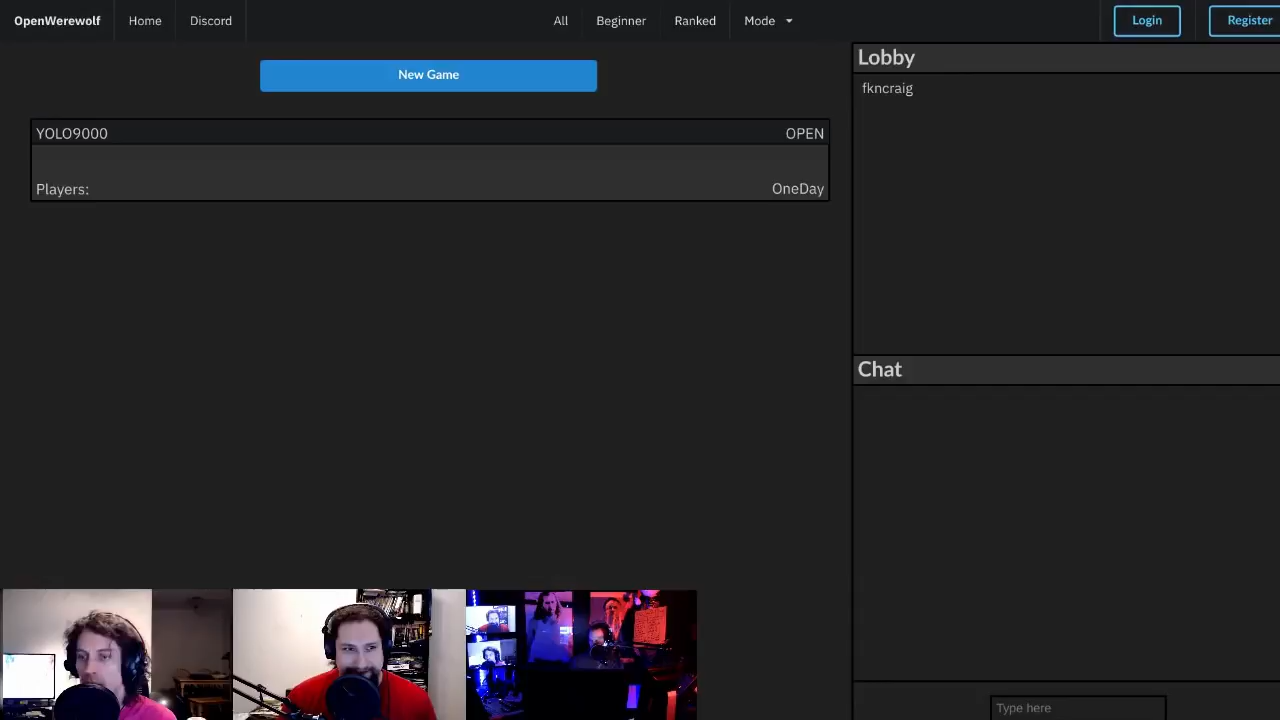 OpenWerewolf Home Discord All Beginner Ranked Mode Login Register
New Game
YOLO9000 OPEN
Players: OneDay
Lobby
fkncraig
Chat
Type here